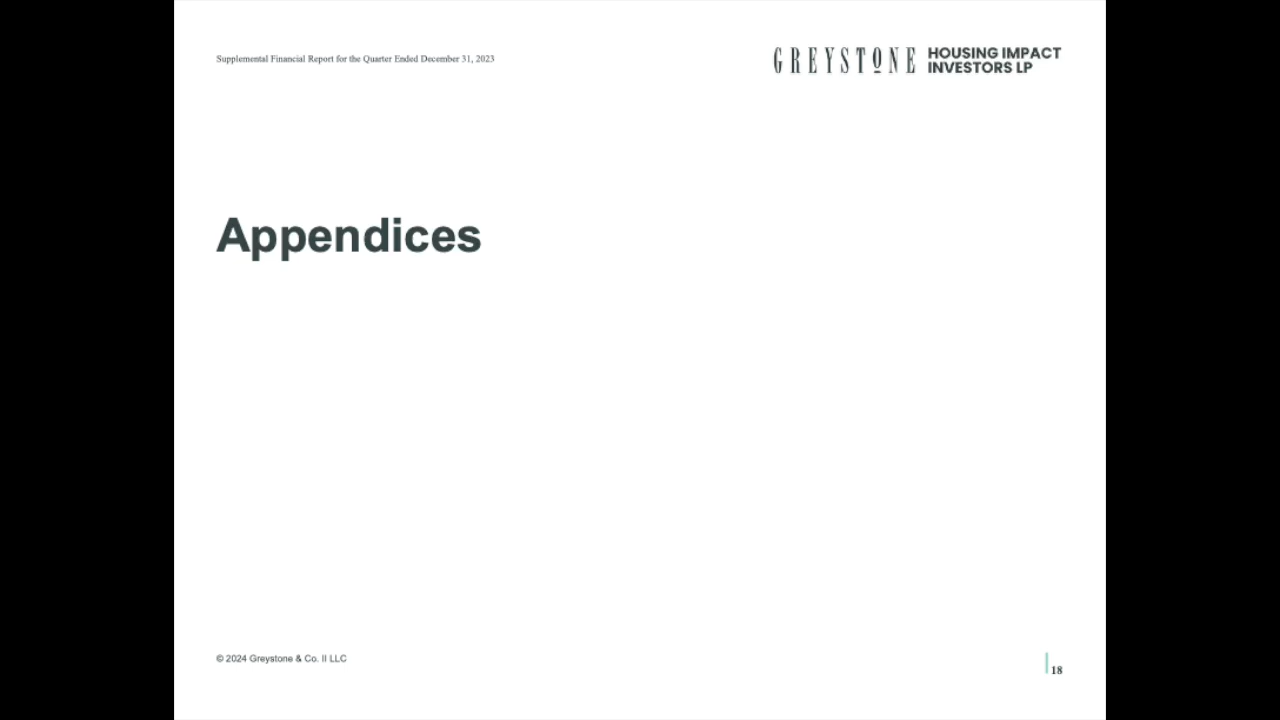 Supplemental Financial Report for the Quarter Ended December 31, 2023
GREYSTONE HOUSING IMPACT
INVESTORS LP
Appendices
© 2024 Greystone & Co. II LLC
18